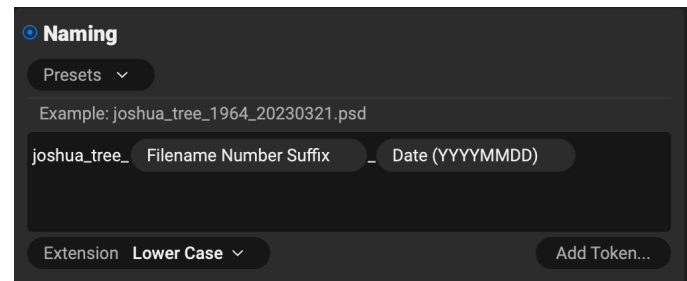 Naming
Presets
Example: joshua_tree_1964_20230321.psd
joshua_tree_ Filename Number Suffix _ Date (YYYYMMDD)
Extension Lower Case Add Token...